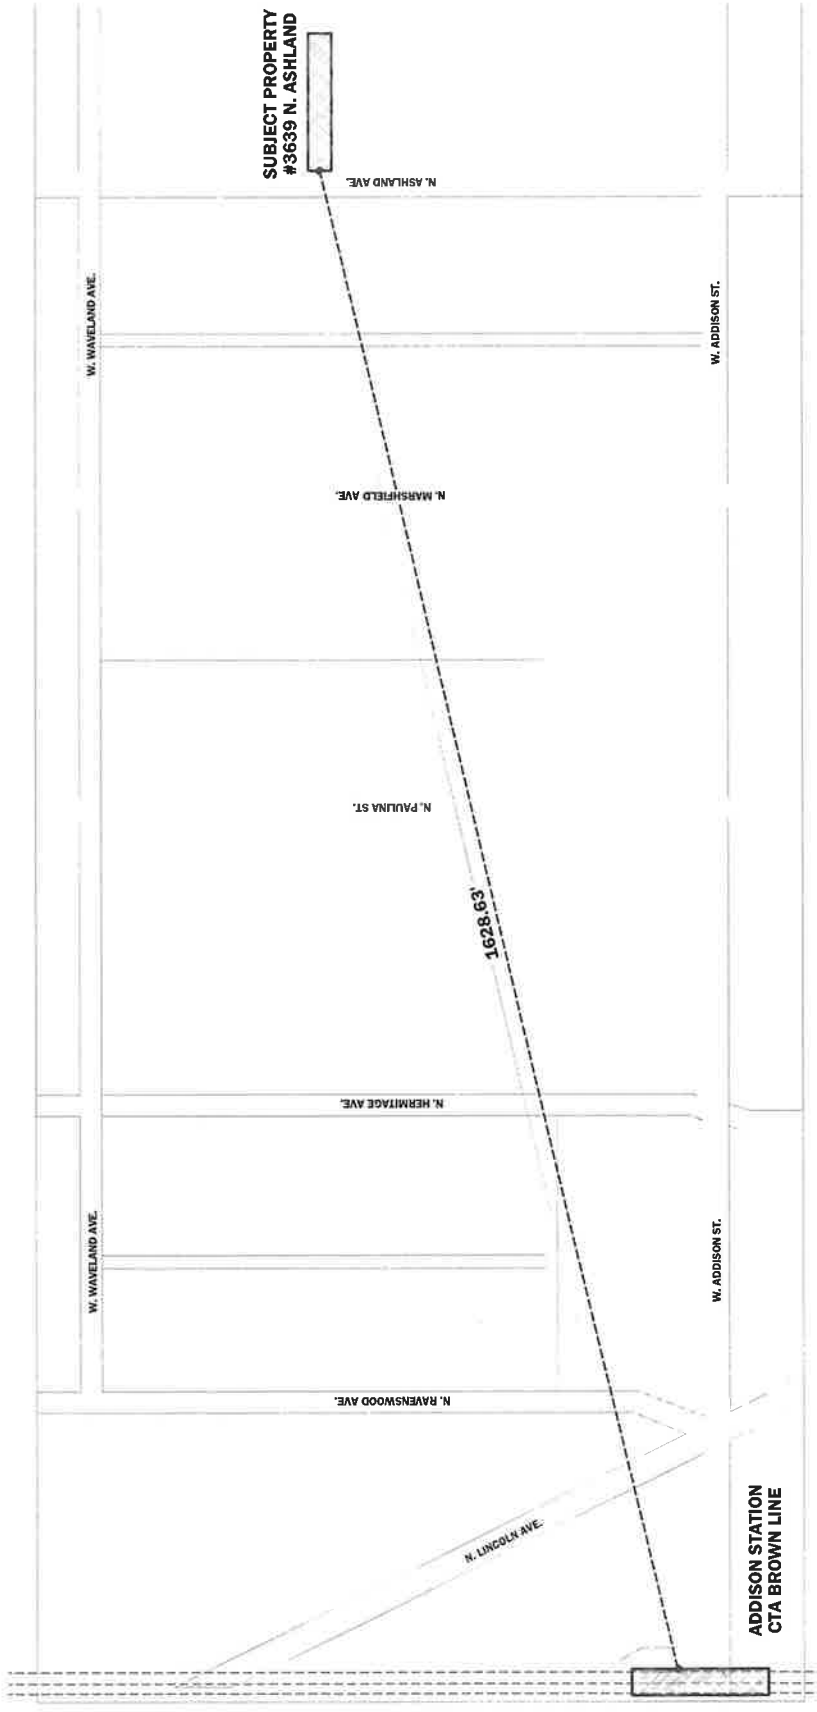 SUBJECT PROPERTY
#3639 N. ASHLAND
N. ASHLAND AVE.
W. WAVELAND AVE.
W. ADDISON ST.
N. MARSHFIELD AVE.
N. PAULINA ST.
1628.63'
N. HERMITAGE AVE.
W. WAVELAND AVE.
W. ADDISON ST.
N. RAVENSWOOD AVE.
N. LINCOLN AVE.
ADDISON STATION
CTA BROWN LINE